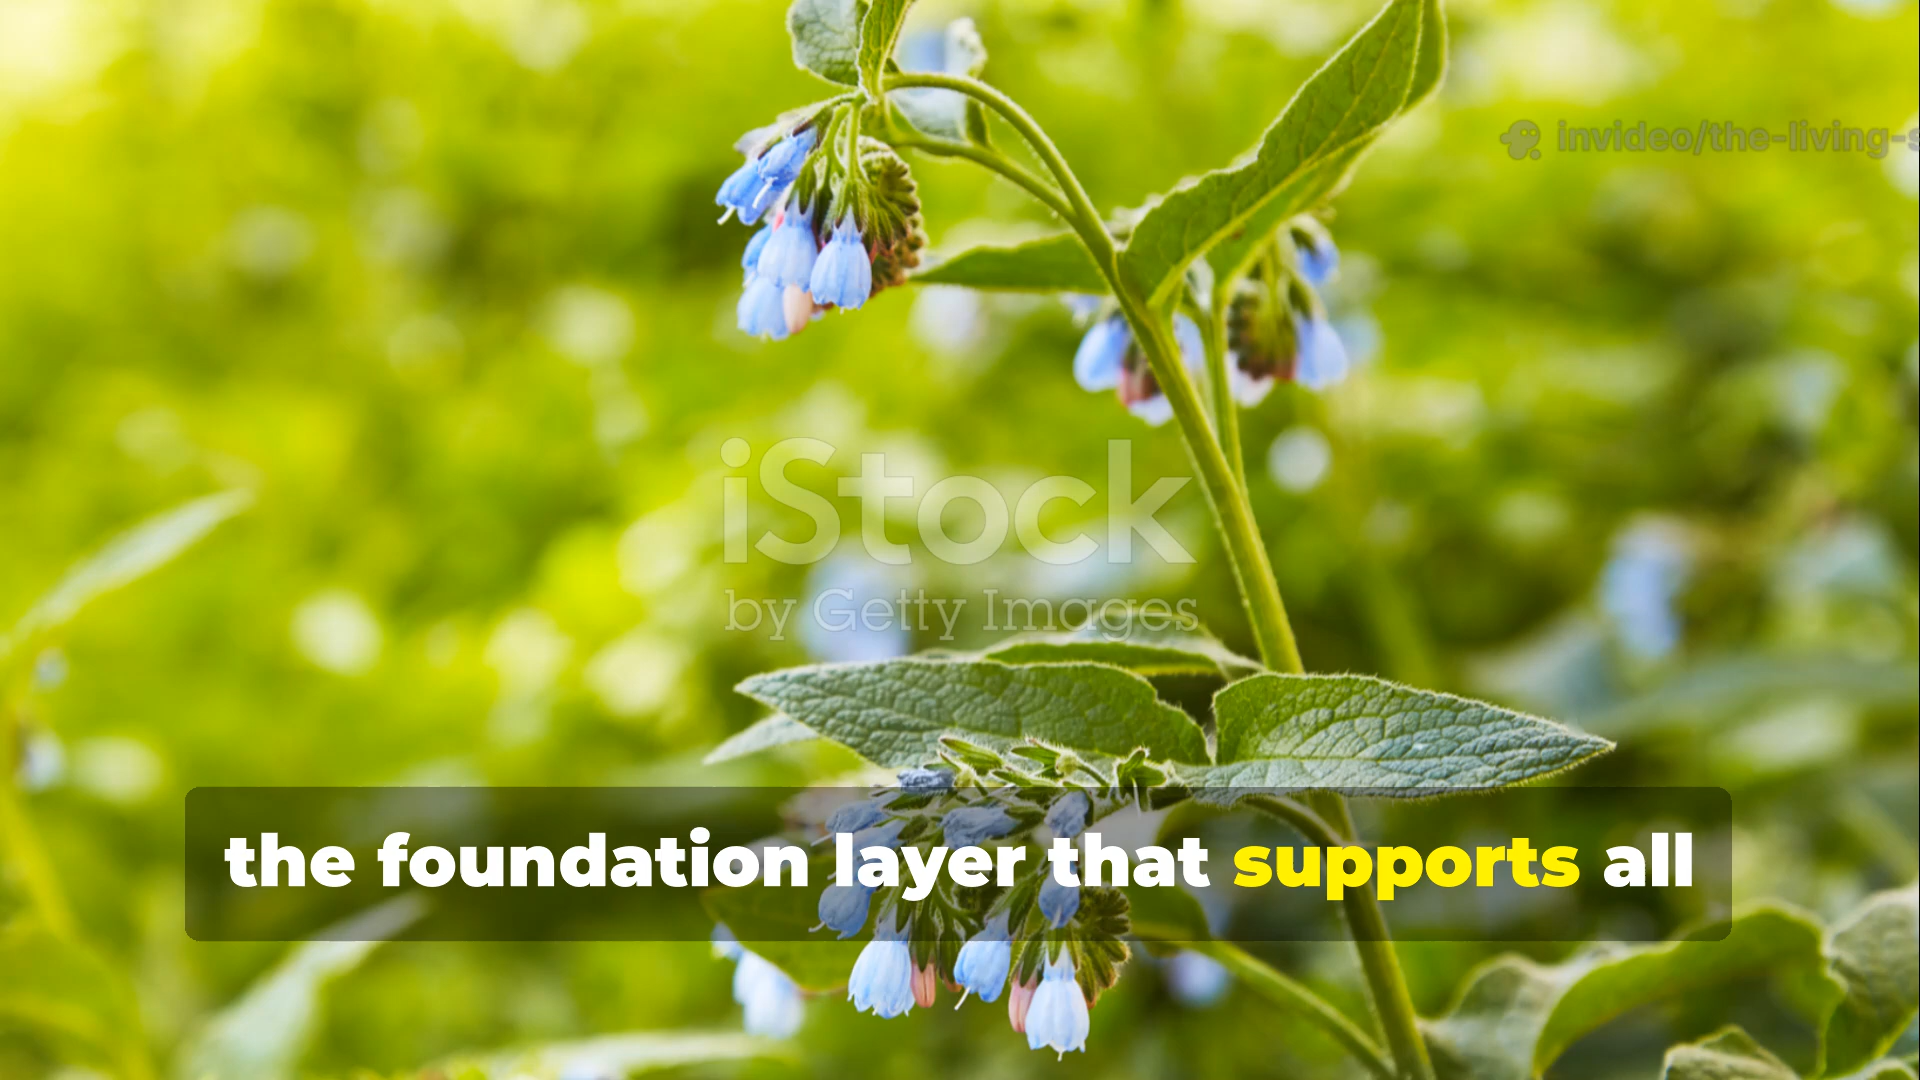 invideo/the-living-s
iStock
by Getty Images
the foundation layer that supports all